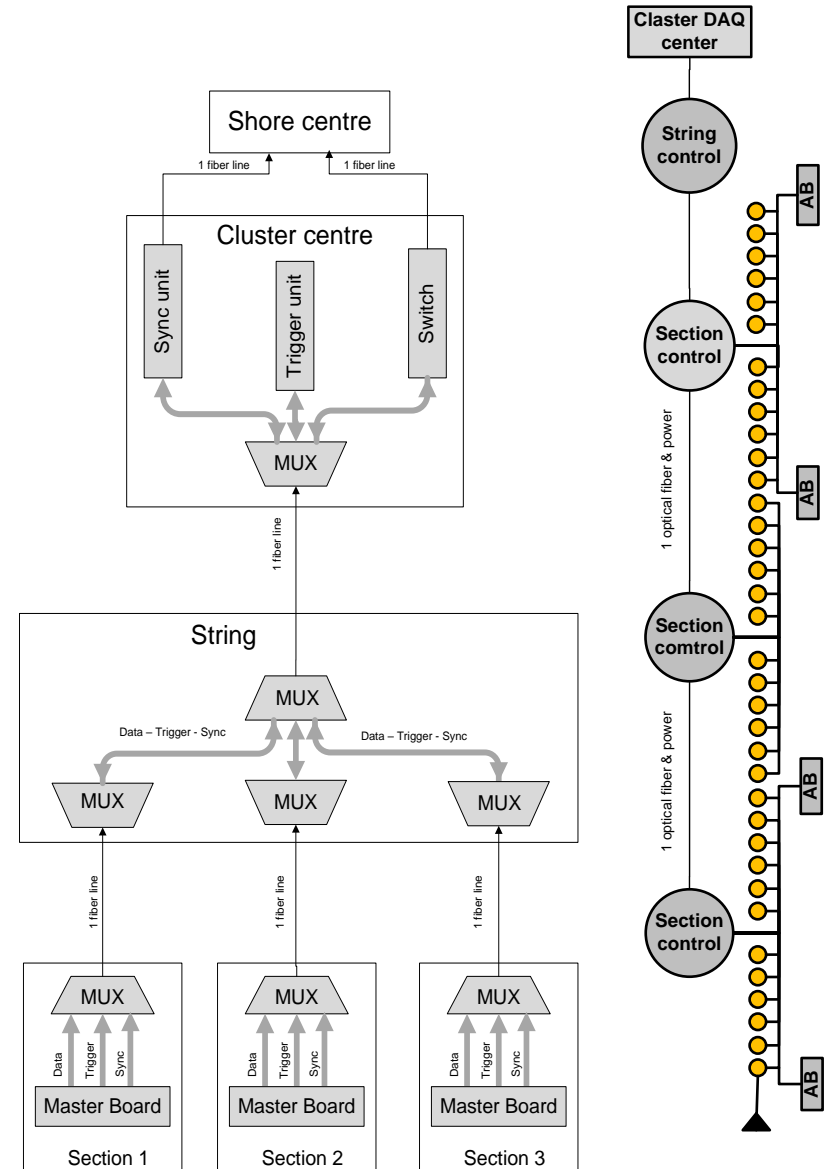 Shore centre
1 fiber line
1 fiber line
Cluster centre
Sync unit
Trigger unit
Switch
MUX
1 fiber line
String
MUX
Data – Trigger - Sync
Data – Trigger - Sync
MUX
MUX
MUX
1 fiber line
1 fiber line
1 fiber line
MUX
MUX
MUX
Data
Trigger
Sync
Data
Trigger
Sync
Data
Trigger
Sync
Master Board
Master Board
Master Board
Section 1
Section 2
Section 3
Claster DAQ
center
String
control
AB
Section
control
1 optical fiber & power
AB
Section
comtrol
1 optical fiber & power
AB
Section
control
AB